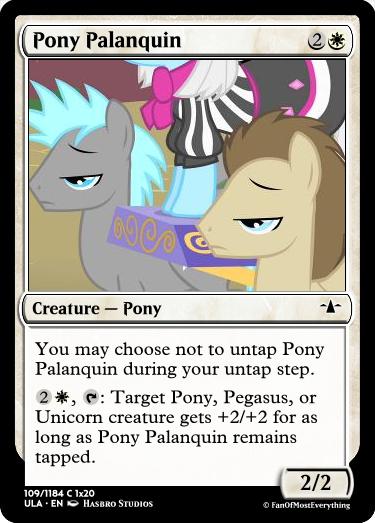 Pony Palanquin 2
Creature — Pony
You may choose not to untap Pony
Palanquin during your untap step.
2, : Target Pony, Pegasus, or
Unicorn creature gets +2/+2 for as
long as Pony Palanquin remains
tapped.
2/2
109/1184 C 1x20
ULA • EN Hasbro Studios
© FanOfMostEverything